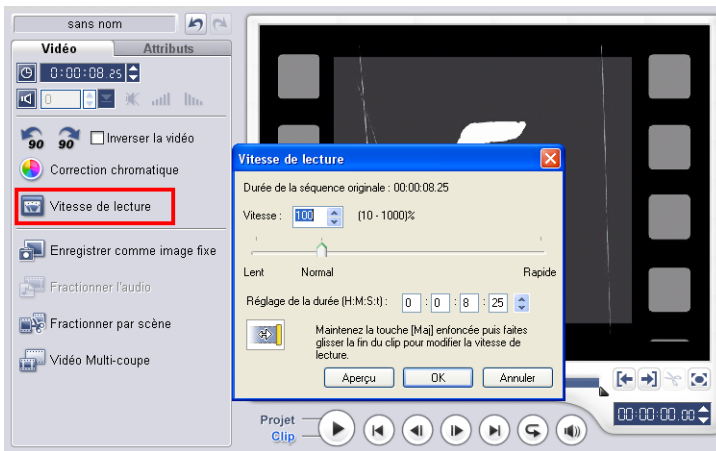 sans nom
Vidéo Attributs
0:00:08.25
0
90 90 Inverser la vidéo
Correction chromatique
Vitesse de lecture
Enregistrer comme image fixe
Fractionner l'audio
Fractionner par scène
Vidéo Multi-coupe
Vitesse de lecture
Durée de la séquence originale : 00:00:08.25
Vitesse : 100 (10 - 1000)%
Lent Normal Rapide
Réglage de la durée (H:M:S:t) : 0 : 0 : 8 : 25
Maintenez la touche [Maj] enfoncée puis faites
glisser la fin du clip pour modifier la vitesse de
lecture.
Aperçu OK Annuler
Projet
Clip
00:00:00.00